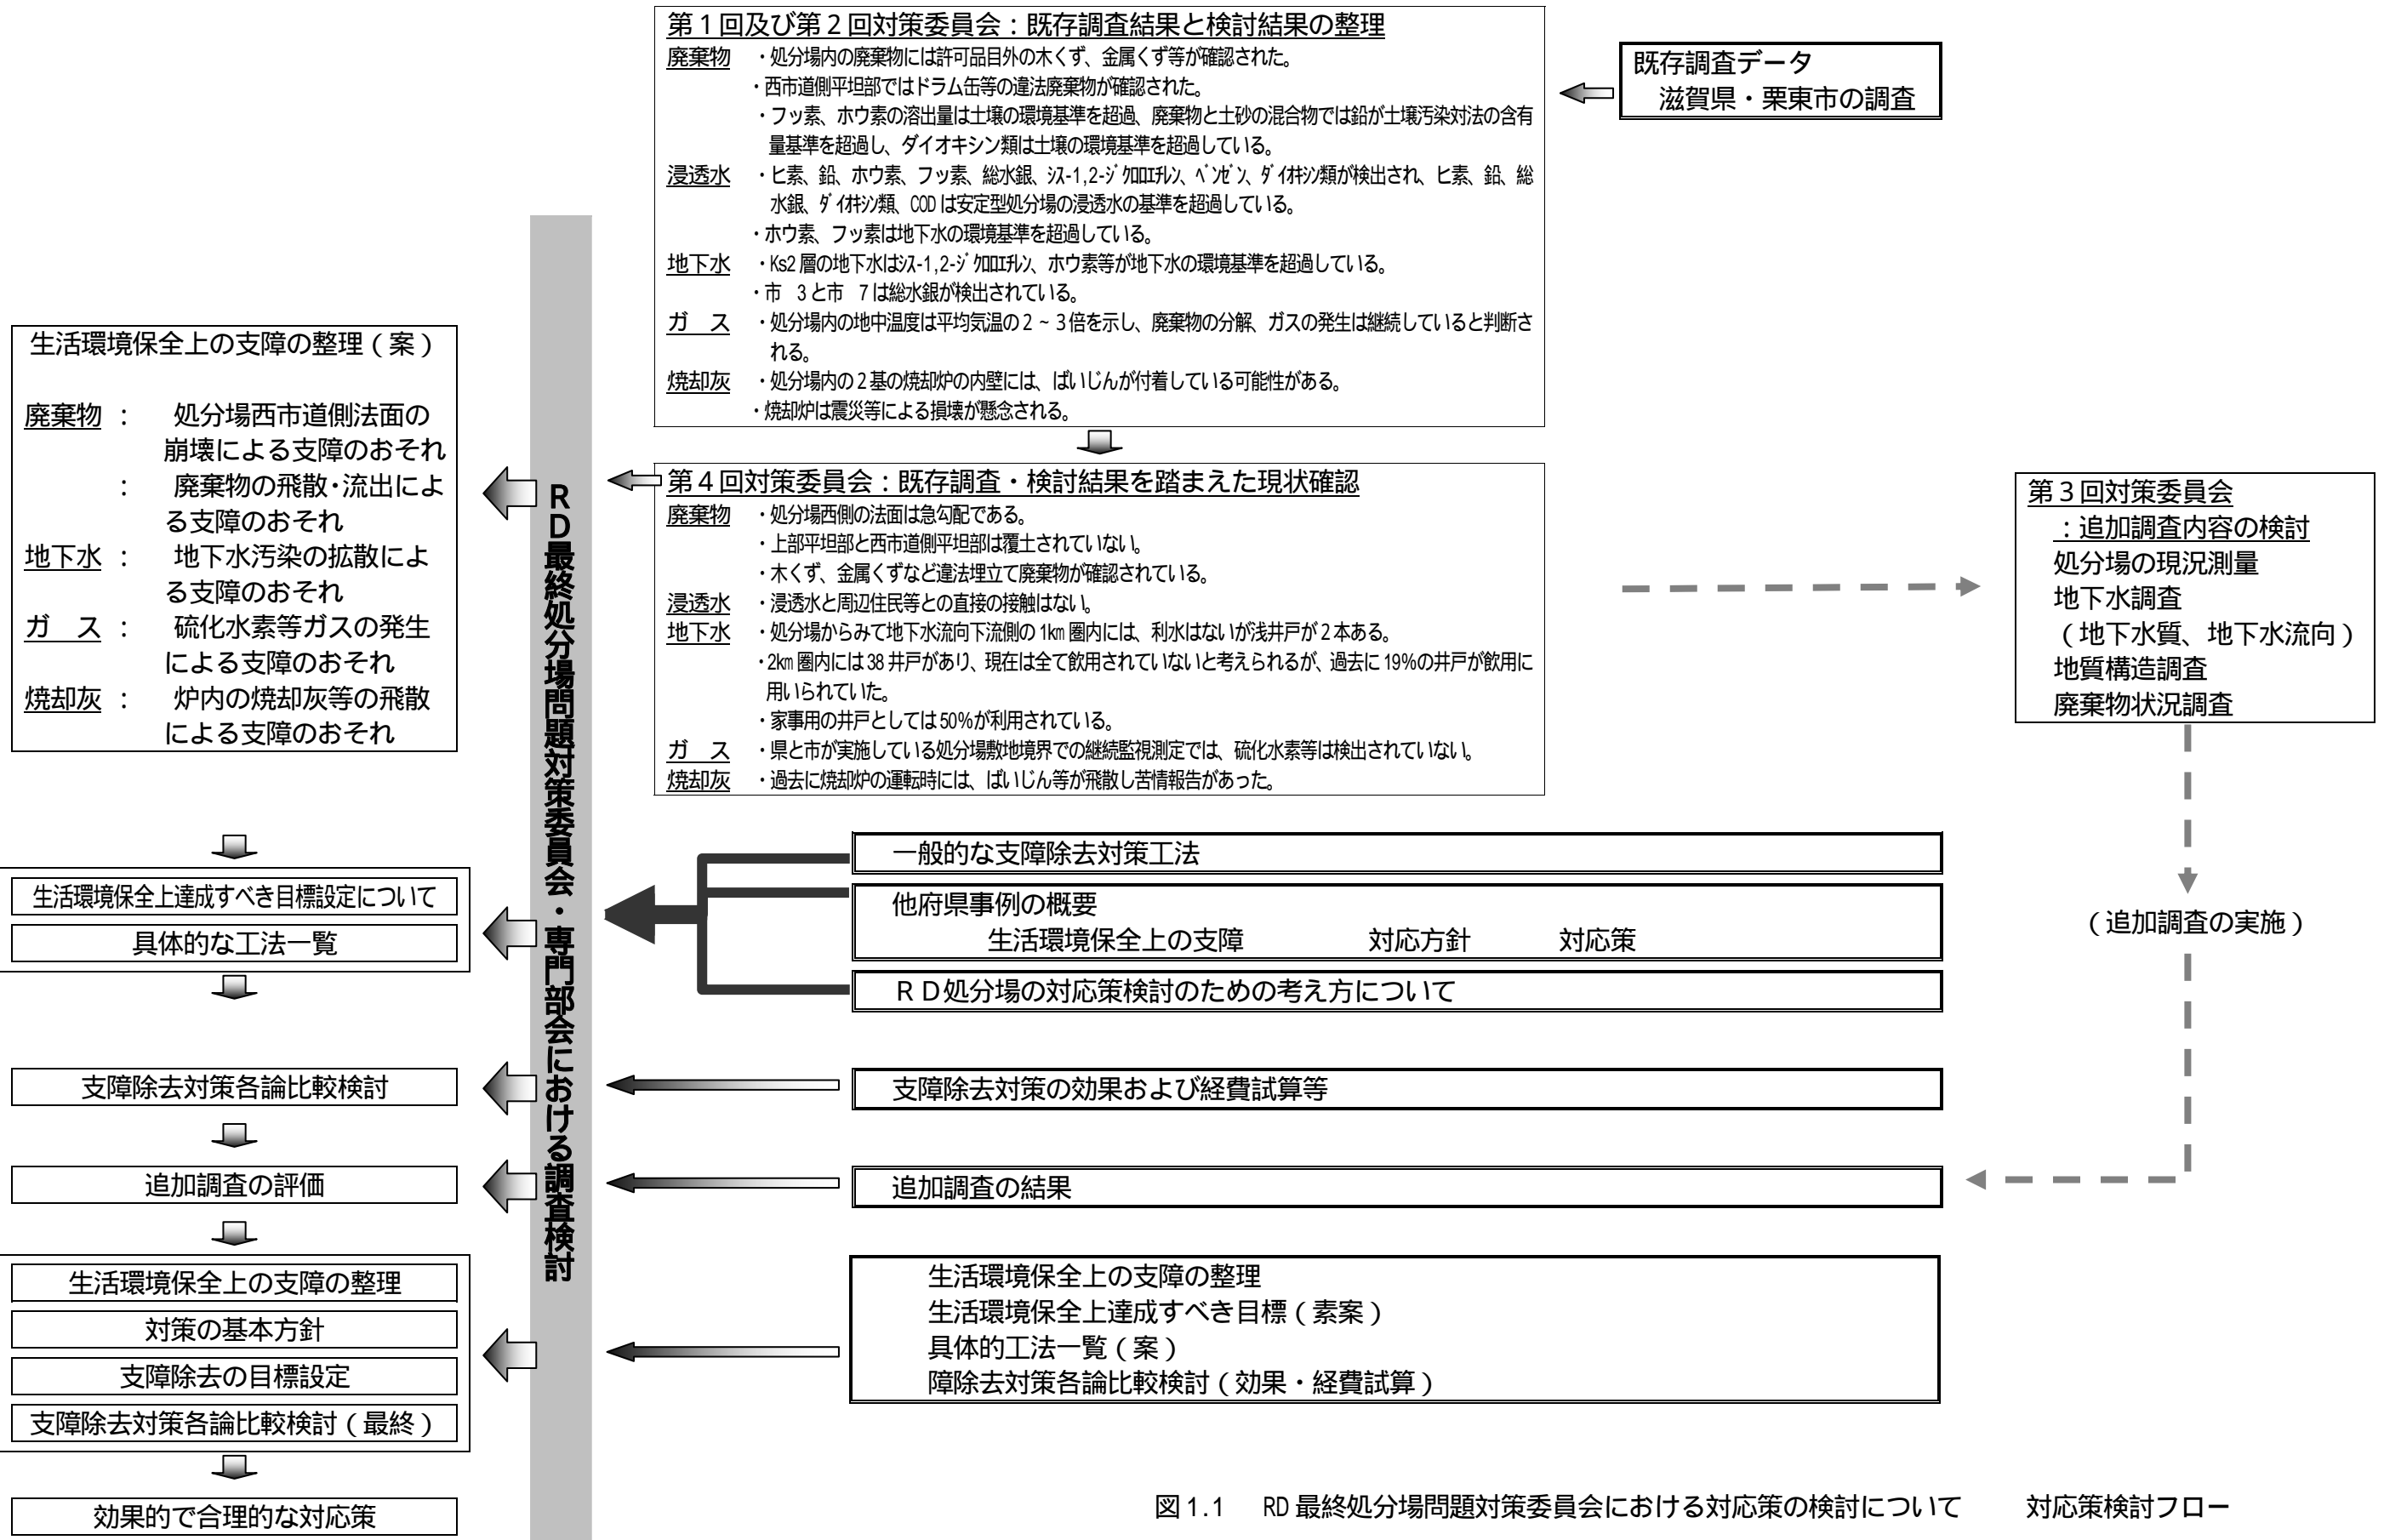 第１回及び第２回対策委員会：既存調査結果と検討結果の整理
廃棄物 ・処分場内の廃棄物には許可品目外の木くず、金属くず等が確認された。
・西市道側平坦部ではドラム缶等の違法廃棄物が確認された。
・フッ素、ホウ素の溶出量は土壌の環境基準を超過、廃棄物と土砂の混合物では鉛が土壌汚染対法の含有
量基準を超過し、ダイオキシン類は土壌の環境基準を超過している。
浸透水 ・ヒ素、鉛、ホウ素、フッ素、総水銀、ｼｽ-1,2-ｼﾞｸﾛﾛｴﾁﾚﾝ、ﾍﾞﾝｾﾞﾝ、ﾀﾞｲｵｷｼﾝ類が検出され、ヒ素、鉛、総
水銀、ﾀﾞｲｵｷｼﾝ類、COD は安定型処分場の浸透水の基準を超過している。
・ホウ素、フッ素は地下水の環境基準を超過している。
地下水 ・Ks2 層の地下水はｼｽ-1,2-ｼﾞｸﾛﾛｴﾁﾚﾝ、ホウ素等が地下水の環境基準を超過している。
・市　3 と市　7 は総水銀が検出されている。
ガ　ス ・処分場内の地中温度は平均気温の２～３倍を示し、廃棄物の分解、ガスの発生は継続していると判断さ
れる。
焼却灰 ・処分場内の２基の焼却炉の内壁には、ばいじんが付着している可能性がある。
・焼却炉は震災等による損壊が懸念される。
既存調査データ
滋賀県・栗東市の調査
生活環境保全上の支障の整理（案）
廃棄物 ：　処分場西市道側法面の
崩壊による支障のおそれ
：　廃棄物の飛散・流出によ
る支障のおそれ
地下水 ：　地下水汚染の拡散によ
る支障のおそれ
ガ　ス ：　硫化水素等ガスの発生
による支障のおそれ
焼却灰 ：　炉内の焼却灰等の飛散
による支障のおそれ
ＲＤ最終処分場問題対策委員会・専門部会における調査検討
第４回対策委員会：既存調査・検討結果を踏まえた現状確認
廃棄物 ・処分場西側の法面は急勾配である。
・上部平坦部と西市道側平坦部は覆土されていない。
・木くず、金属くずなど違法埋立て廃棄物が確認されている。
浸透水 ・浸透水と周辺住民等との直接の接触はない。
地下水 ・処分場からみて地下水流向下流側の 1km 圏内には、利水はないが浅井戸が２本ある。
・2km 圏内には 38 井戸があり、現在は全て飲用されていないと考えられるが、過去に 19%の井戸が飲用に
用いられていた。
・家事用の井戸としては 50%が利用されている。
ガ　ス ・県と市が実施している処分場敷地境界での継続監視測定では、硫化水素等は検出されていない。
焼却灰 ・過去に焼却炉の運転時には、ばいじん等が飛散し苦情報告があった。
第３回対策委員会
：追加調査内容の検討
処分場の現況測量
地下水調査
（地下水質、地下水流向）
地質構造調査
廃棄物状況調査
（追加調査の実施）
生活環境保全上達成すべき目標設定について
具体的な工法一覧
一般的な支障除去対策工法
他府県事例の概要
生活環境保全上の支障　対応方針　対応策
ＲＤ処分場の対応策検討のための考え方について
支障除去対策各論比較検討
支障除去対策の効果および経費試算等
追加調査の評価
追加調査の結果
生活環境保全上の支障の整理
対策の基本方針
支障除去の目標設定
支障除去対策各論比較検討（最終）
生活環境保全上の支障の整理
生活環境保全上達成すべき目標（素案）
具体的工法一覧（案）
障除去対策各論比較検討（効果・経費試算）
効果的で合理的な対応策
図 1.1　RD 最終処分場問題対策委員会における対応策の検討について　対応策検討フロー